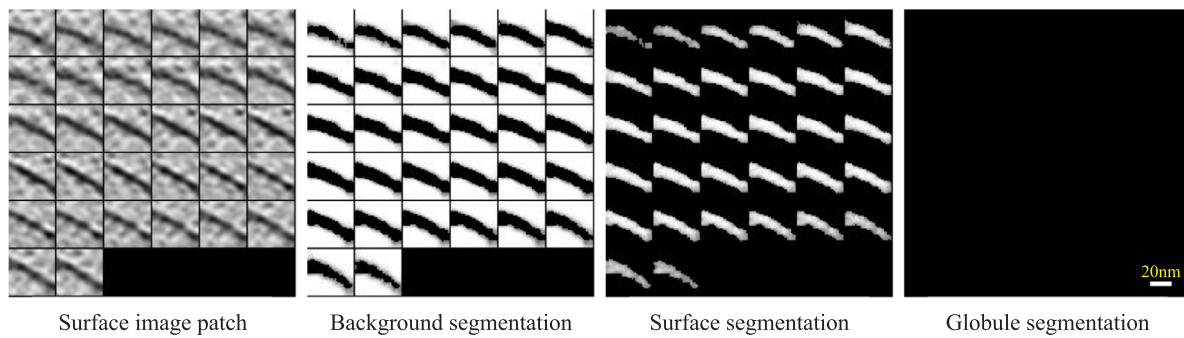 20nm
Surface image patch
Background segmentation
Surface segmentation
Globule segmentation